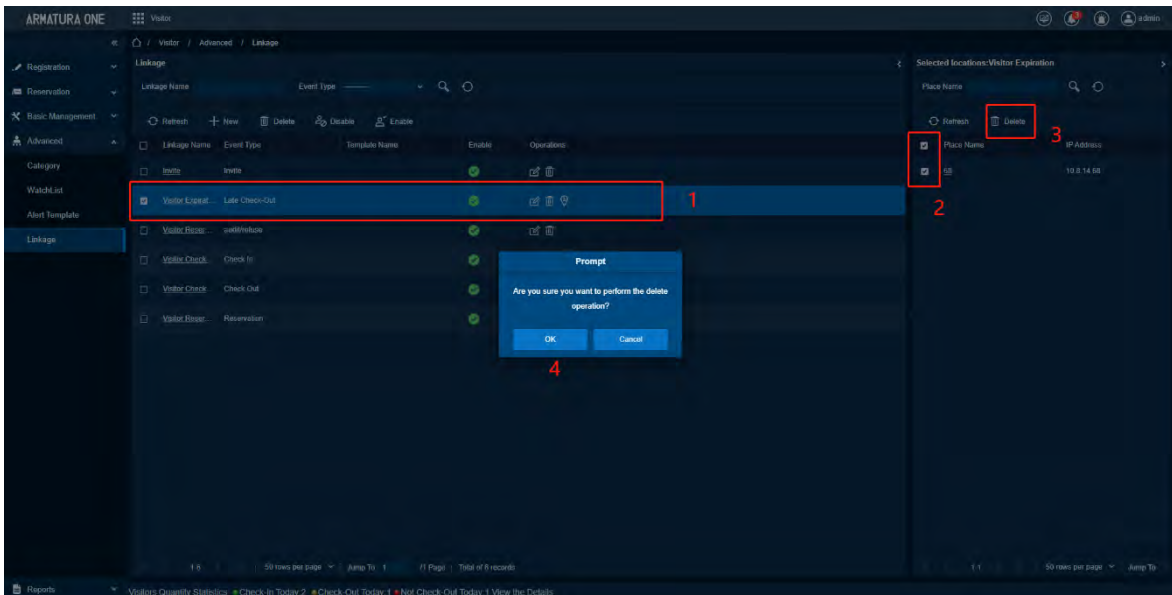 ARMATURA ONE
Visitor
admin
/ Visitor / Advanced / Linkage
Registration
Reservation
Basic Management
Advanced
Category
WatchList
Alert Template
Linkage
Reports
Linkage
Linkage Name Event Type --------
Refresh New Delete Disable Enable
Linkage Name Event Type Template Name Enable Operations
Invite Invite
Visitor Expirat... Late Check-Out
1
Visitor Reser... audit/refuse
Visitor Check... Check In
Visitor Check... Check Out
Visitor Reser... Reservation
Prompt
Are you sure you want to perform the delete
operation?
OK Cancel
4
50 rows per page Jump To 1 /1 Page Total of 6 records
Selected locations:Visitor Expiration
Place Name
Refresh Delete
3
Place Name IP Address
68 10.8.14.68
2
50 rows per page Jump To
Visitors Quantity Statistics Check-In Today:2 Check-Out Today:1 Not Check-Out Today:1 View the Details